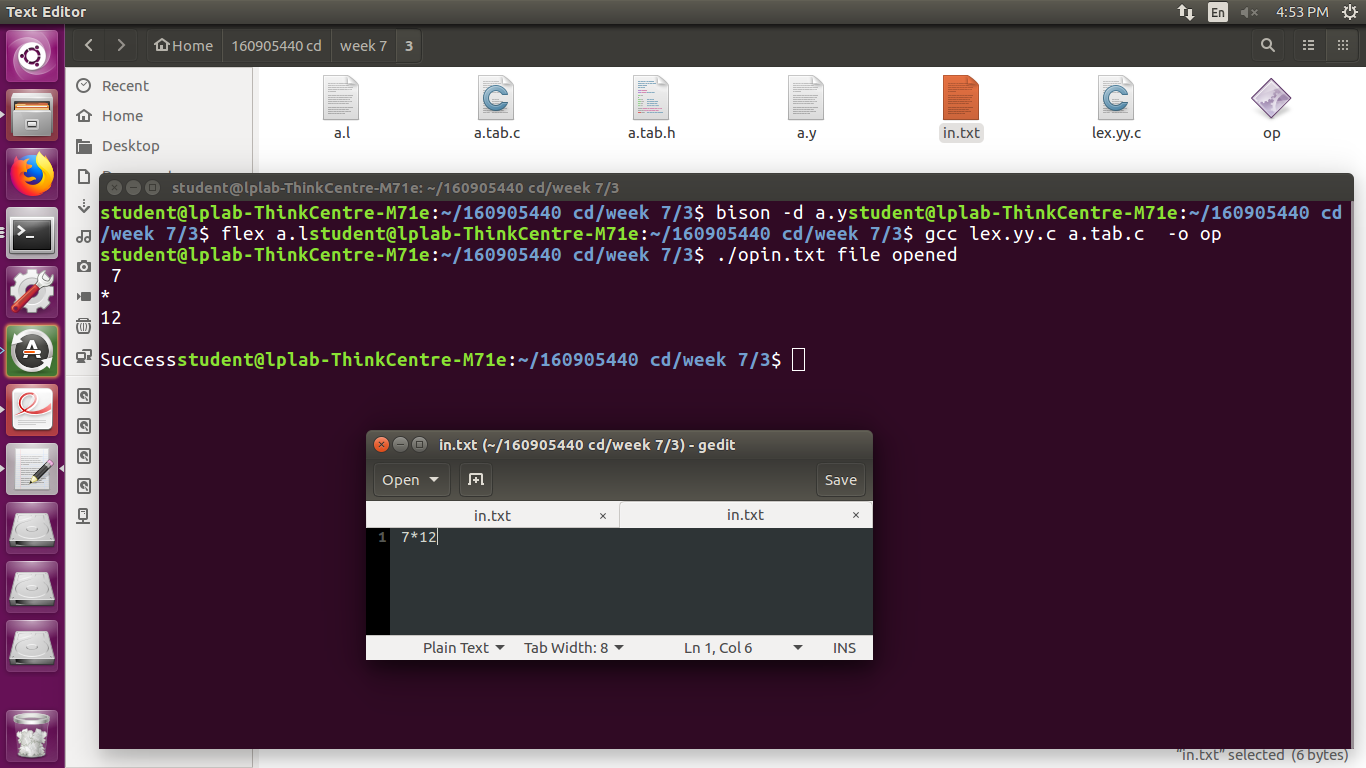 Text Editor
En
4:53 PM
Home 160905440 cd week 7 3
Recent
Home
Desktop
a.l
a.tab.c
a.tab.h
a.y
in.txt
lex.yy.c
op
student@lplab-ThinkCentre-M71e: ~/160905440 cd/week 7/3
student@lplab-ThinkCentre-M71e:~/160905440 cd/week 7/3$ bison -d a.ystudent@lplab-ThinkCentre-M71e:~/160905440 cd
/week 7/3$ flex a.lstudent@lplab-ThinkCentre-M71e:~/160905440 cd/week 7/3$ gcc lex.yy.c a.tab.c  -o op
student@lplab-ThinkCentre-M71e:~/160905440 cd/week 7/3$ ./opin.txt file opened
 7
*
12
Successstudent@lplab-ThinkCentre-M71e:~/160905440 cd/week 7/3$
in.txt (~/160905440 cd/week 7/3) - gedit
Open
Save
in.txt ×
in.txt ×
1 7*12
Plain Text Tab Width: 8 Ln 1, Col 6 INS
"in.txt" selected (6 bytes)